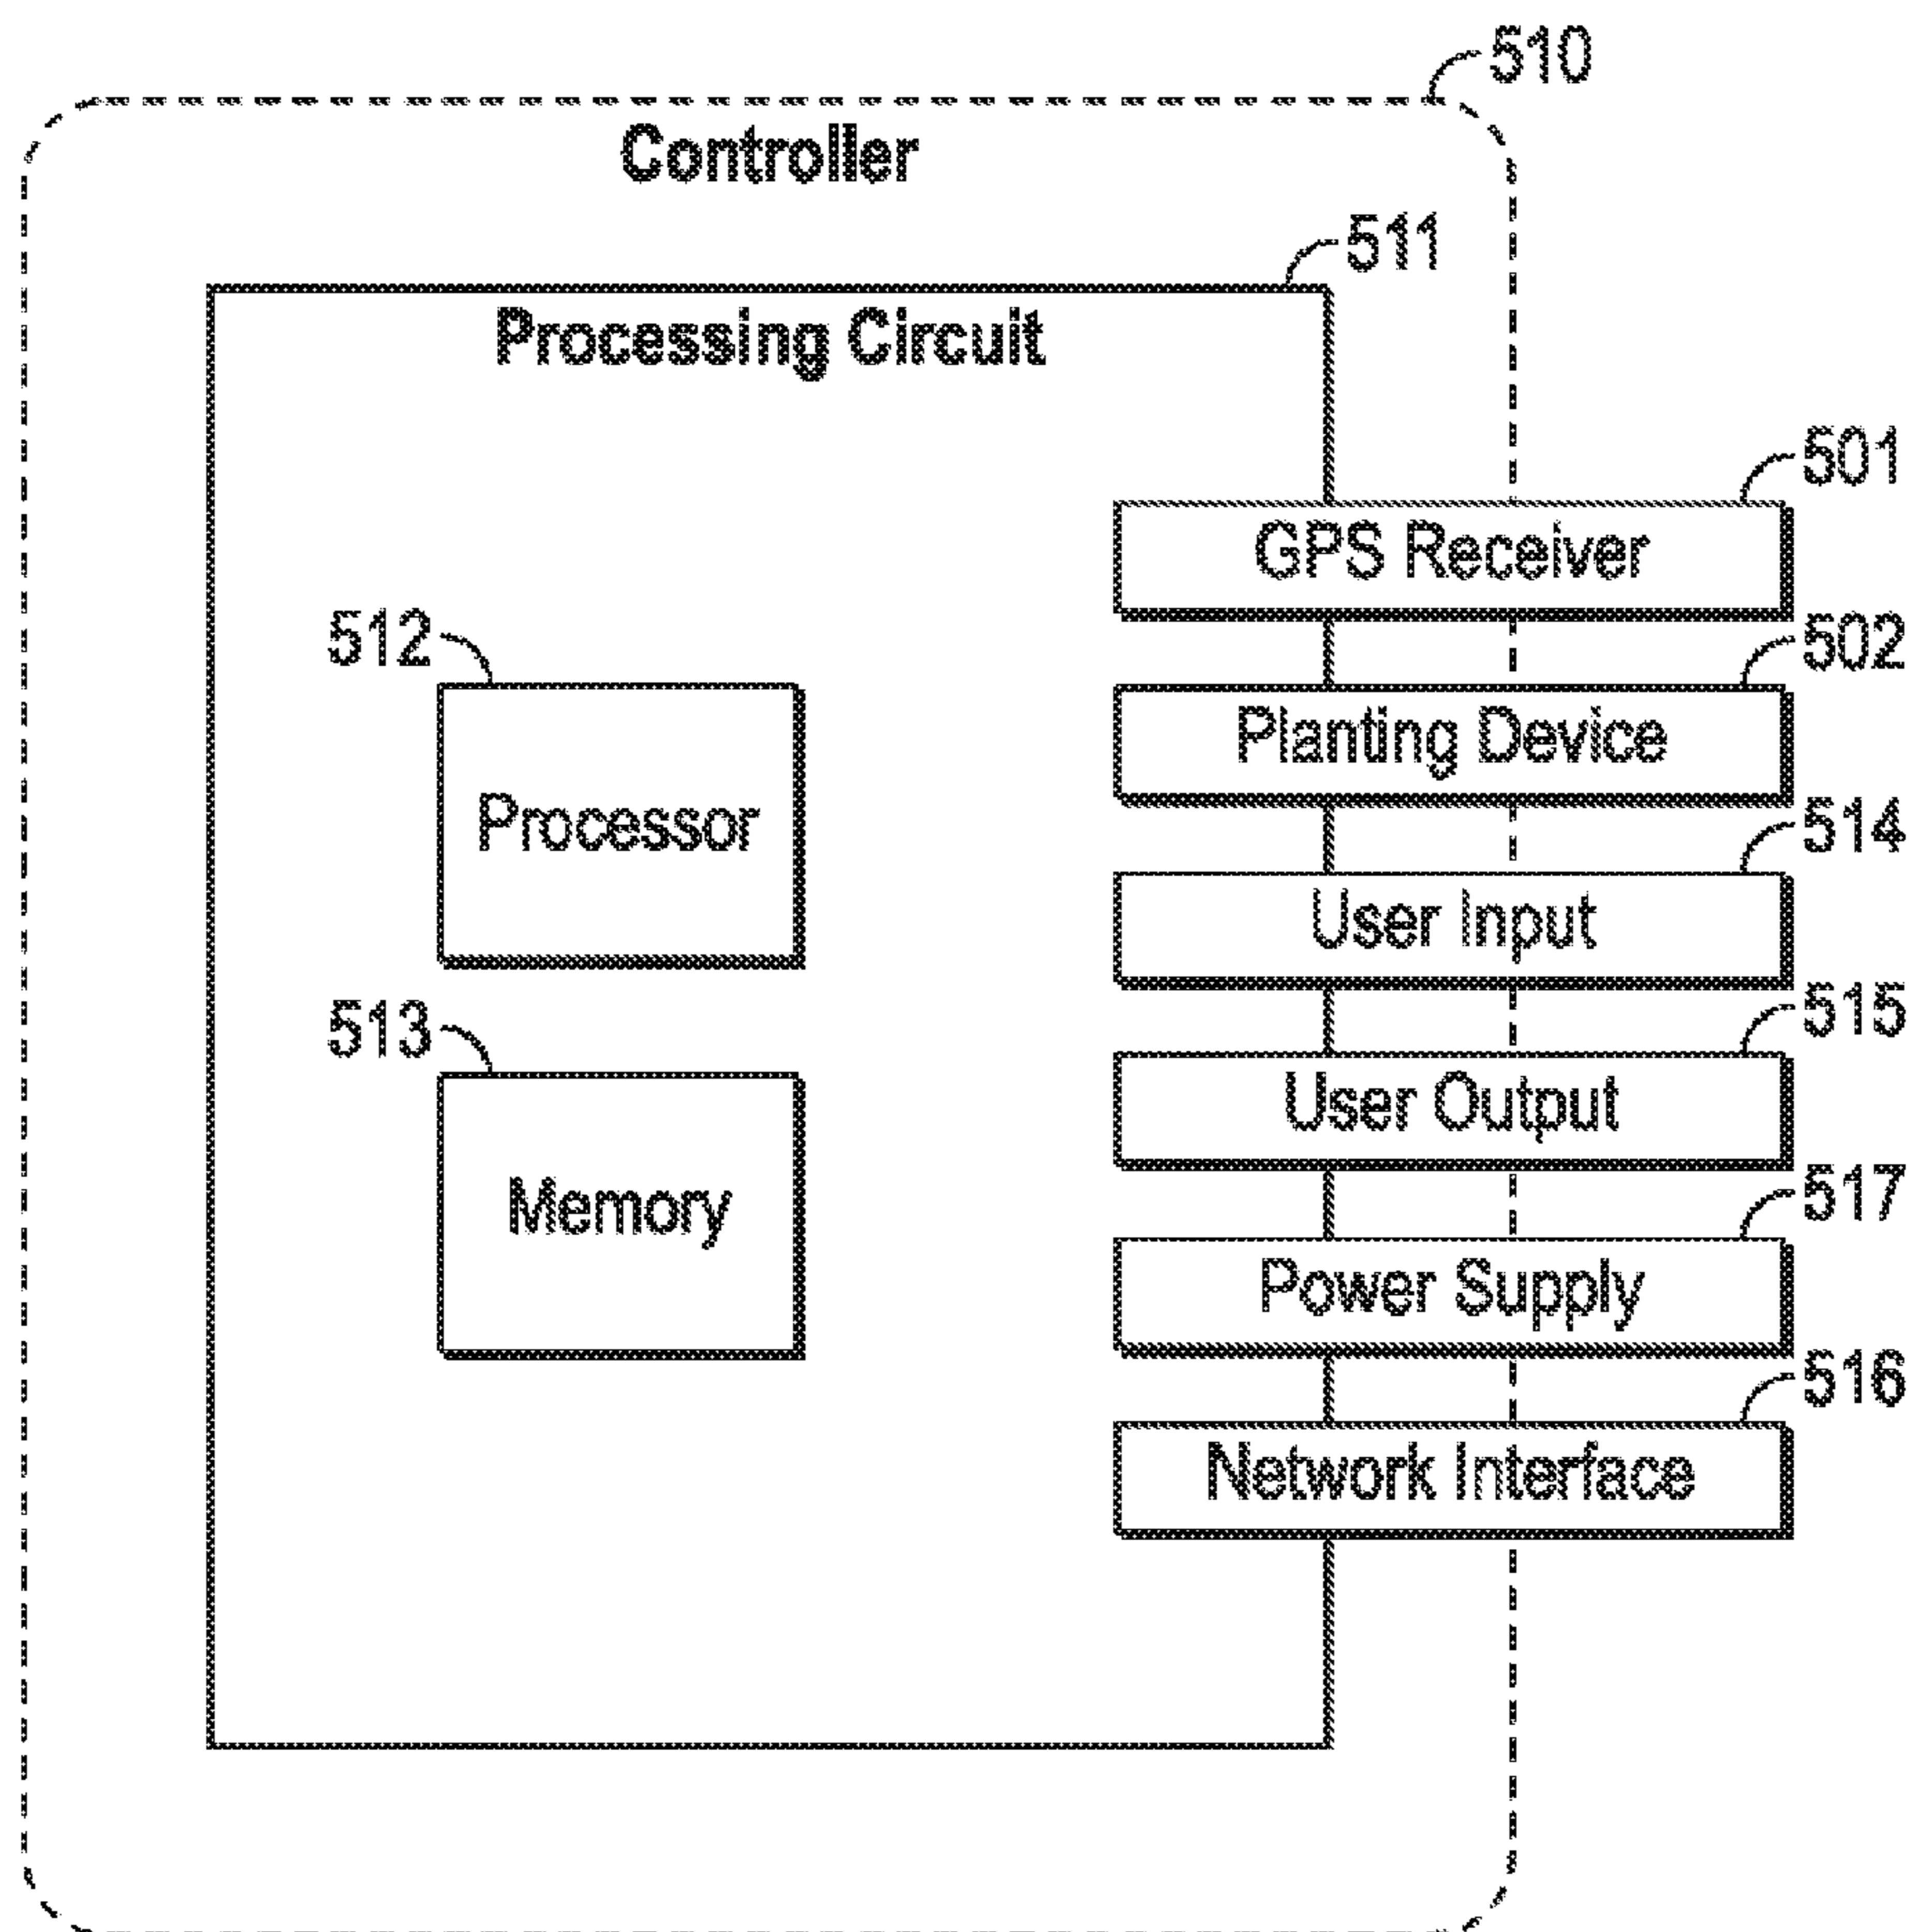 510
Controller
511
Processing Circuit
501
GPS Receiver
512
502
Planting Device
Processor
514
User Input
513
515
User Output
Memory
517
Power Supply
516
Network Interface